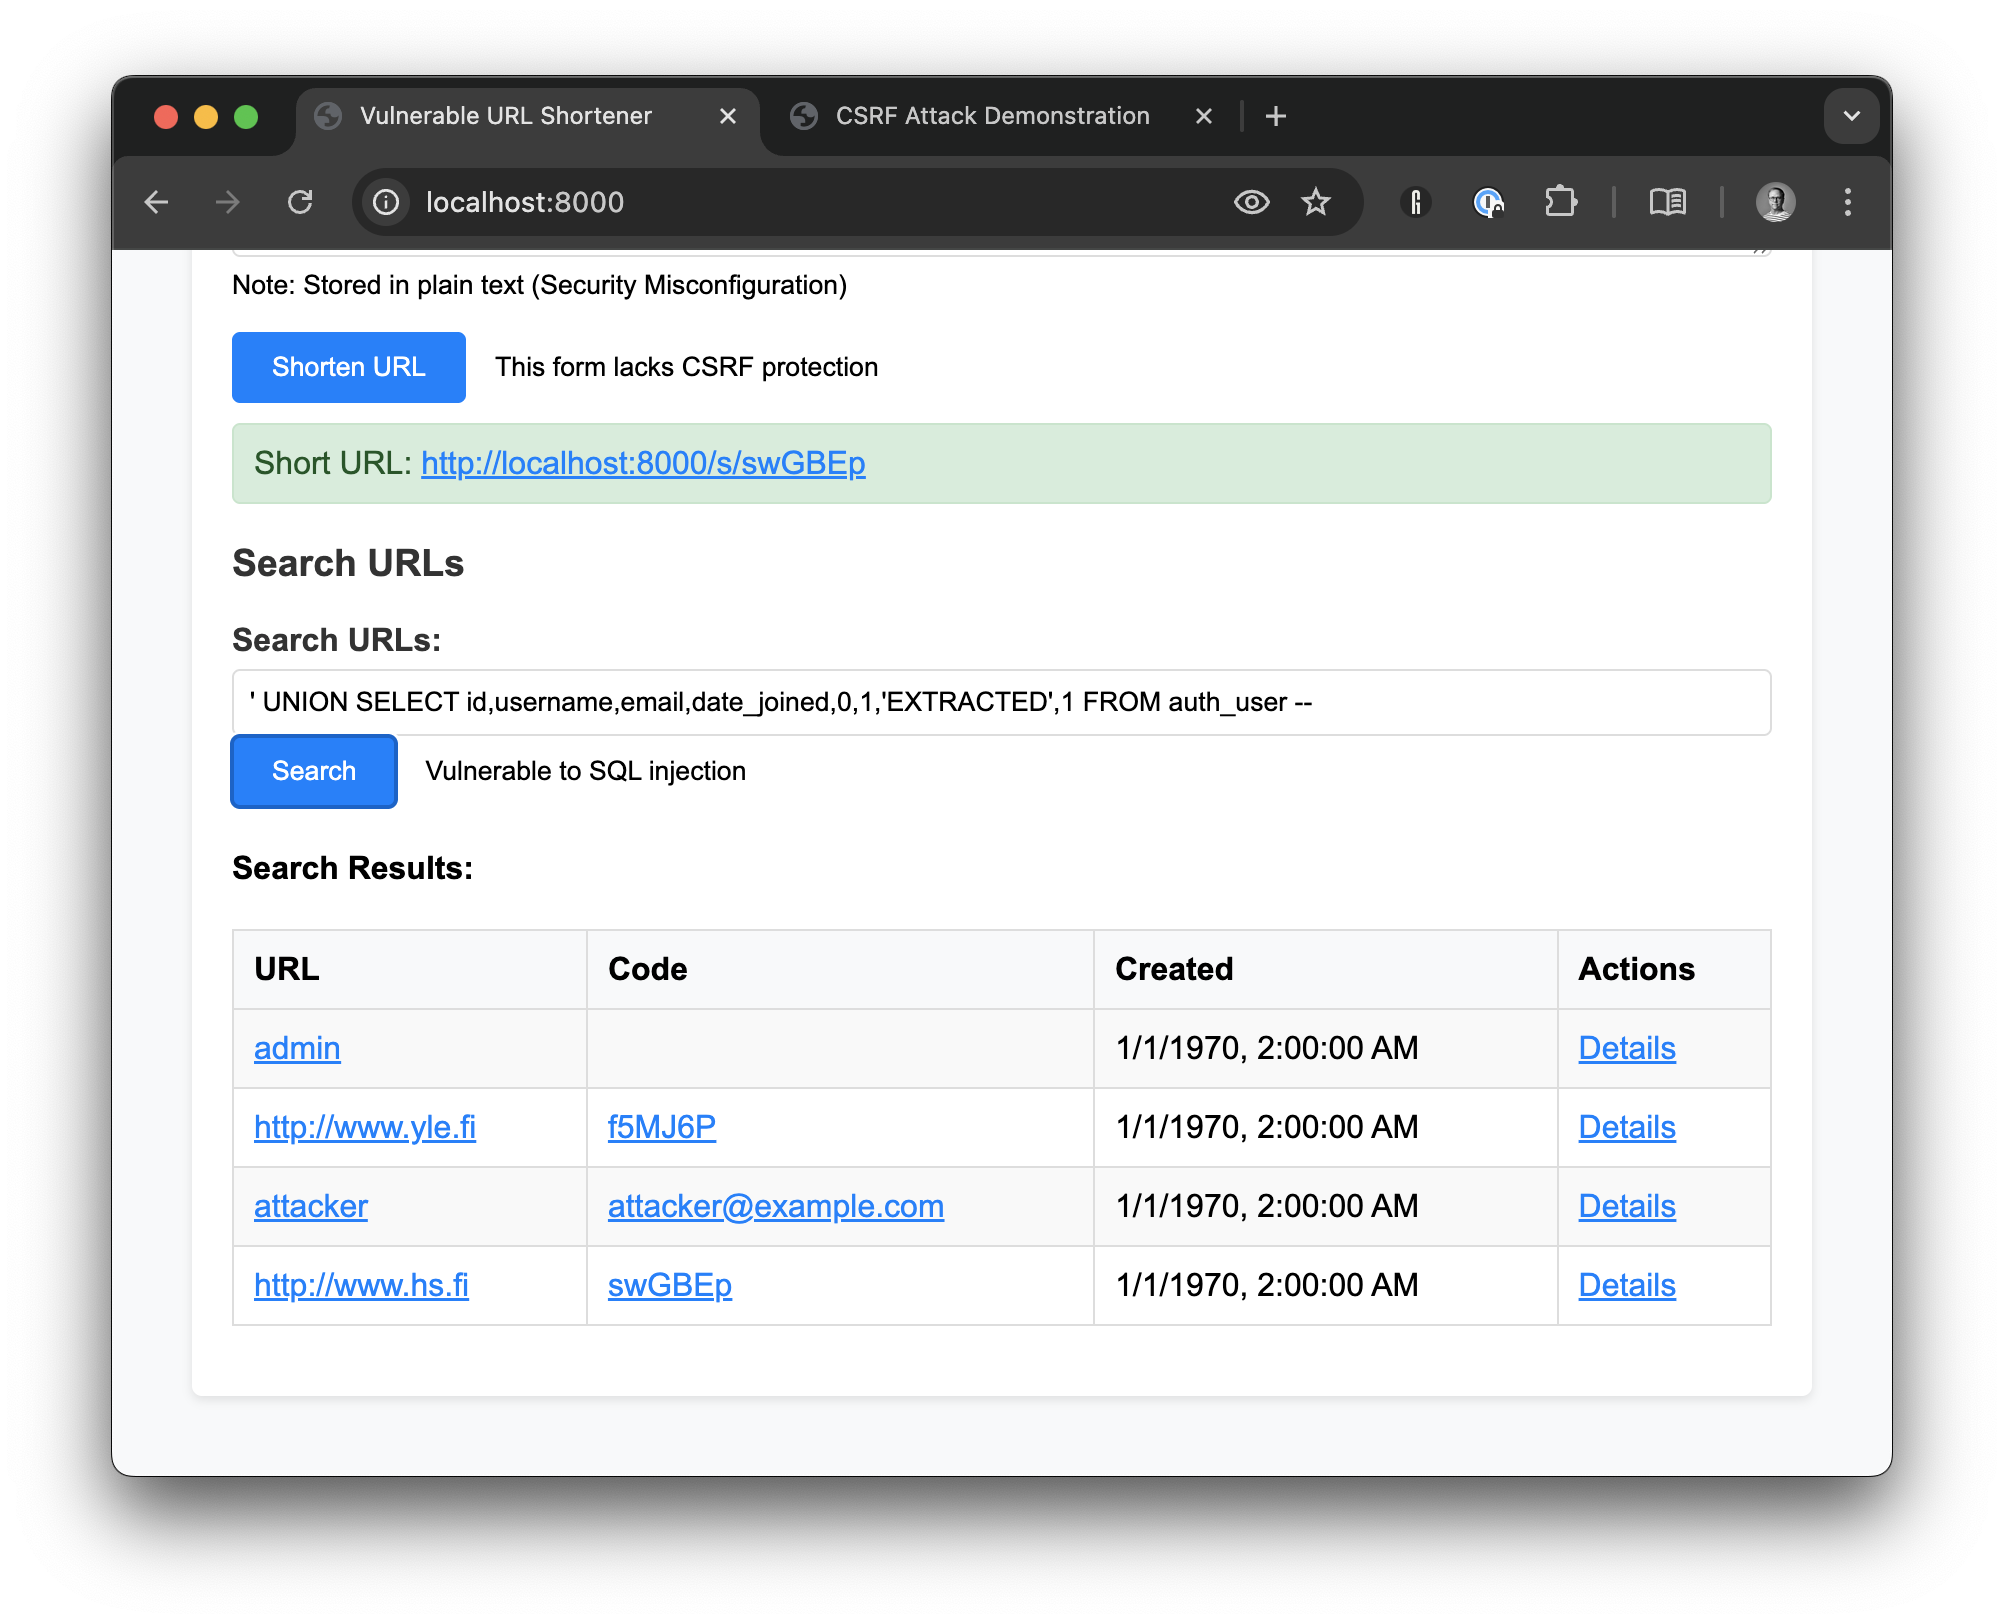 Vulnerable URL Shortener
CSRF Attack Demonstration
localhost:8000
Note: Stored in plain text (Security Misconfiguration)
Shorten URL This form lacks CSRF protection
Short URL: http://localhost:8000/s/swGBEp
Search URLs
Search URLs:
' UNION SELECT id,username,email,date_joined,0,1,'EXTRACTED',1 FROM auth_user --
Search Vulnerable to SQL injection
Search Results:
URL Code Created Actions
admin 1/1/1970, 2:00:00 AM Details
http://www.yle.fi f5MJ6P 1/1/1970, 2:00:00 AM Details
attacker attacker@example.com 1/1/1970, 2:00:00 AM Details
http://www.hs.fi swGBEp 1/1/1970, 2:00:00 AM Details